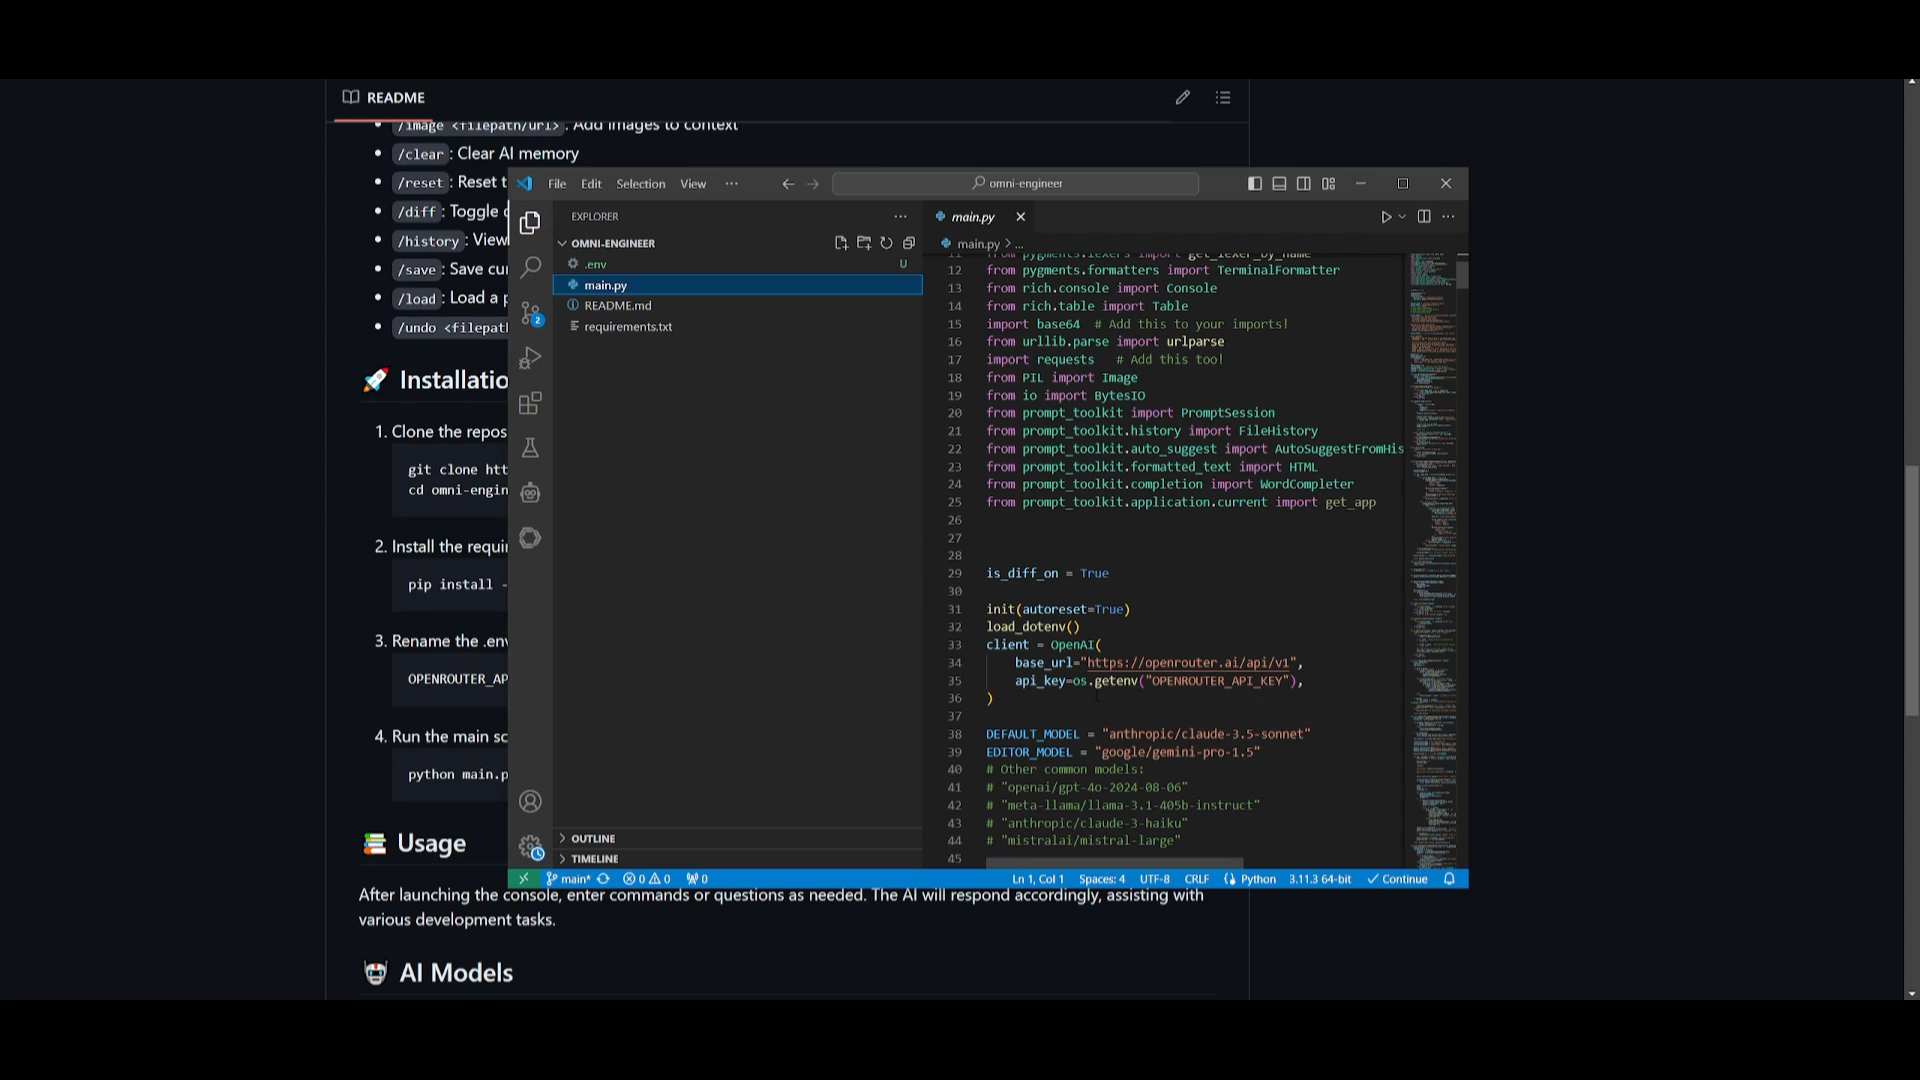 README
/image <filepath/url>: Add images to context
/clear: Clear AI memory
/reset: Reset t
/diff: Toggle
/history: View
/save: Save cu
/load: Load a p
/undo <filepat
🚀 Installatio
1. Clone the repos
git clone htt
cd omni-engin
2. Install the requi
pip install -
3. Rename the .env
OPENROUTER_AP
4. Run the main sc
python main.p
Usage
After launching the console, enter commands or questions as needed. The AI will respond accordingly, assisting with
various development tasks.
AI Models
File Edit Selection View ···
omni-engineer
EXPLORER
OMNI-ENGINEER
.env U
main.py
README.md
requirements.txt
2
OUTLINE
TIMELINE
main.py
main.py > ...
11 from pygments.lexers import get_lexer_by_name
12 from pygments.formatters import TerminalFormatter
13 from rich.console import Console
14 from rich.table import Table
15 import base64  # Add this to your imports!
16 from urllib.parse import urlparse
17 import requests   # Add this too!
18 from PIL import Image
19 from io import BytesIO
20 from prompt_toolkit import PromptSession
21 from prompt_toolkit.history import FileHistory
22 from prompt_toolkit.auto_suggest import AutoSuggestFromHis
23 from prompt_toolkit.formatted_text import HTML
24 from prompt_toolkit.completion import WordCompleter
25 from prompt_toolkit.application.current import get_app
26
27
28
29 is_diff_on = True
30
31 init(autoreset=True)
32 load_dotenv()
33 client = OpenAI(
34     base_url="https://openrouter.ai/api/v1",
35     api_key=os.getenv("OPENROUTER_API_KEY"),
36 )
37
38 DEFAULT_MODEL = "anthropic/claude-3.5-sonnet"
39 EDITOR_MODEL = "google/gemini-pro-1.5"
40 # Other common models:
41 # "openai/gpt-4o-2024-08-06"
42 # "meta-llama/llama-3.1-405b-instruct"
43 # "anthropic/claude-3-haiku"
44 # "mistralai/mistral-large"
45
main* 0 0 0 Ln 1, Col 1 Spaces: 4 UTF-8 CRLF Python 3.11.3 64-bit Continue